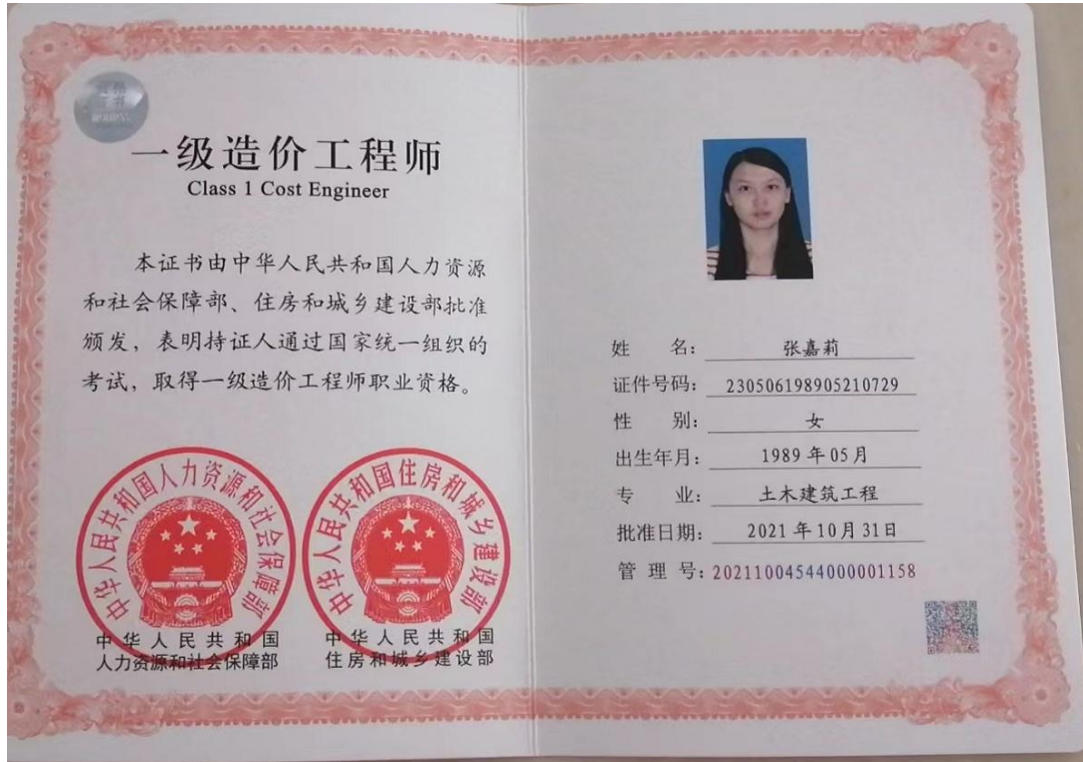 资格
证书
一级造价工程师
Class 1 Cost Engineer
本证书由中华人民共和国人力资源
和社会保障部、住房和城乡建设部批准
颁发，表明持证人通过国家统一组织的
考试，取得一级造价工程师职业资格。
中华人民共和国人力资源和社会保障部
中华人民共和国住房和城乡建设部
中华人民共和国
人力资源和社会保障部
中华人民共和国
住房和城乡建设部
姓名：张嘉莉
证件号码：230506198905210729
性别：女
出生年月：1989年05月
专业：土木建筑工程
批准日期：2021年10月31日
管理号：20211004544000001158